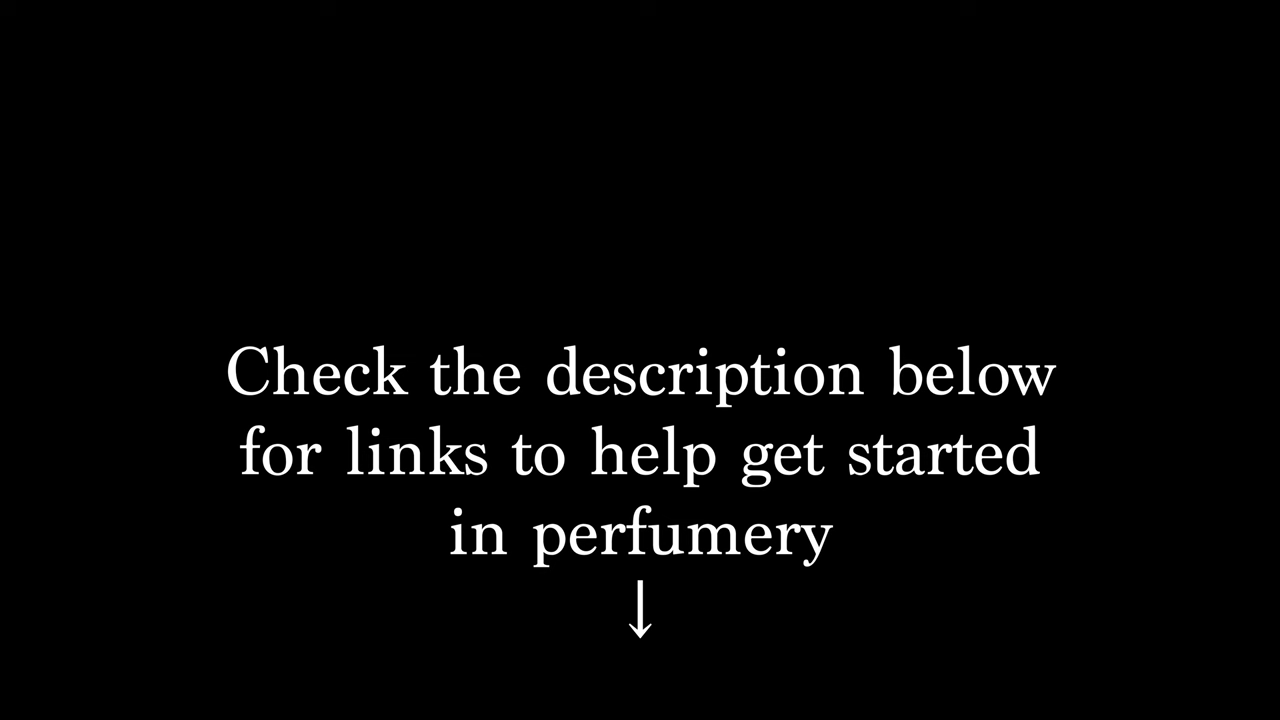 Check the description below
for links to help get started
in perfumery
↓